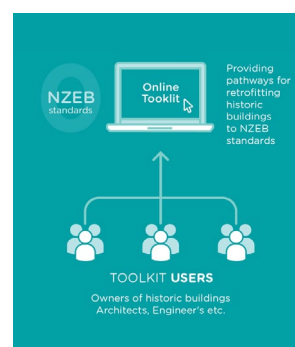 NZEB
standards
Online
Tooklit
Providing
pathways for
retrofitting
historic
buildings
to NZEB
standards
TOOLKIT USERS
Owners of historic buildings
Architects, Engineer's etc.